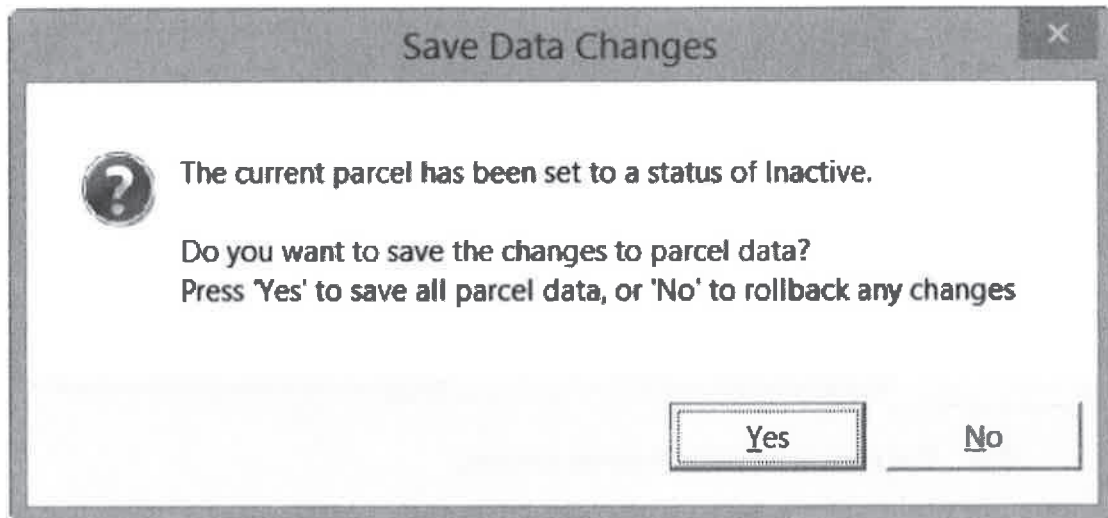 Save Data Changes
The current parcel has been set to a status of Inactive.
Do you want to save the changes to parcel data?
Press 'Yes' to save all parcel data, or 'No' to rollback any changes
Yes
No